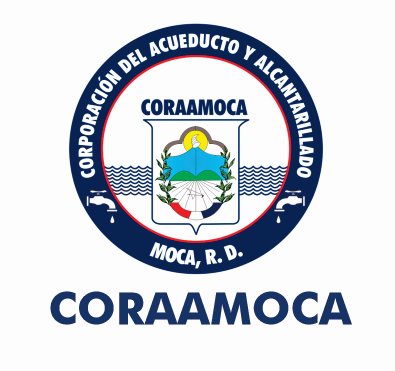 CORPORACIÓN DEL ACUEDUCTO Y ALCANTARILLADO
CORAAMOCA
MOCA, R. D.
CORAAMOCA